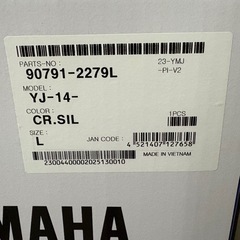 PARTS-NO:
90791-2279L
23-YMJ
-PI-V2
MODEL:
YJ-14-
COLOR:
CR.SIL
1PCS
SIZE:
L
JAN CODE:
4 521407 127658
MADE IN VIETNAM
23004400002025130010
AMAHA